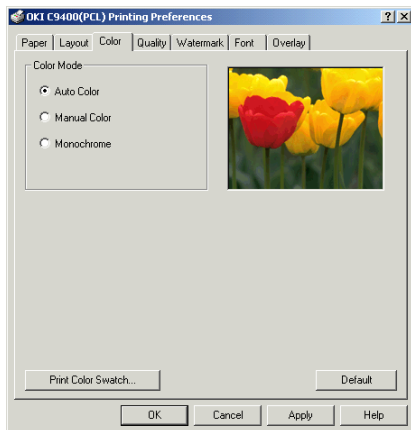 OKI C9400(PCL) Printing Preferences
Paper Layout Color Quality Watermark Font Overlay
Color Mode
Auto Color
Manual Color
Monochrome
Print Color Swatch... Default
OK Cancel Apply Help